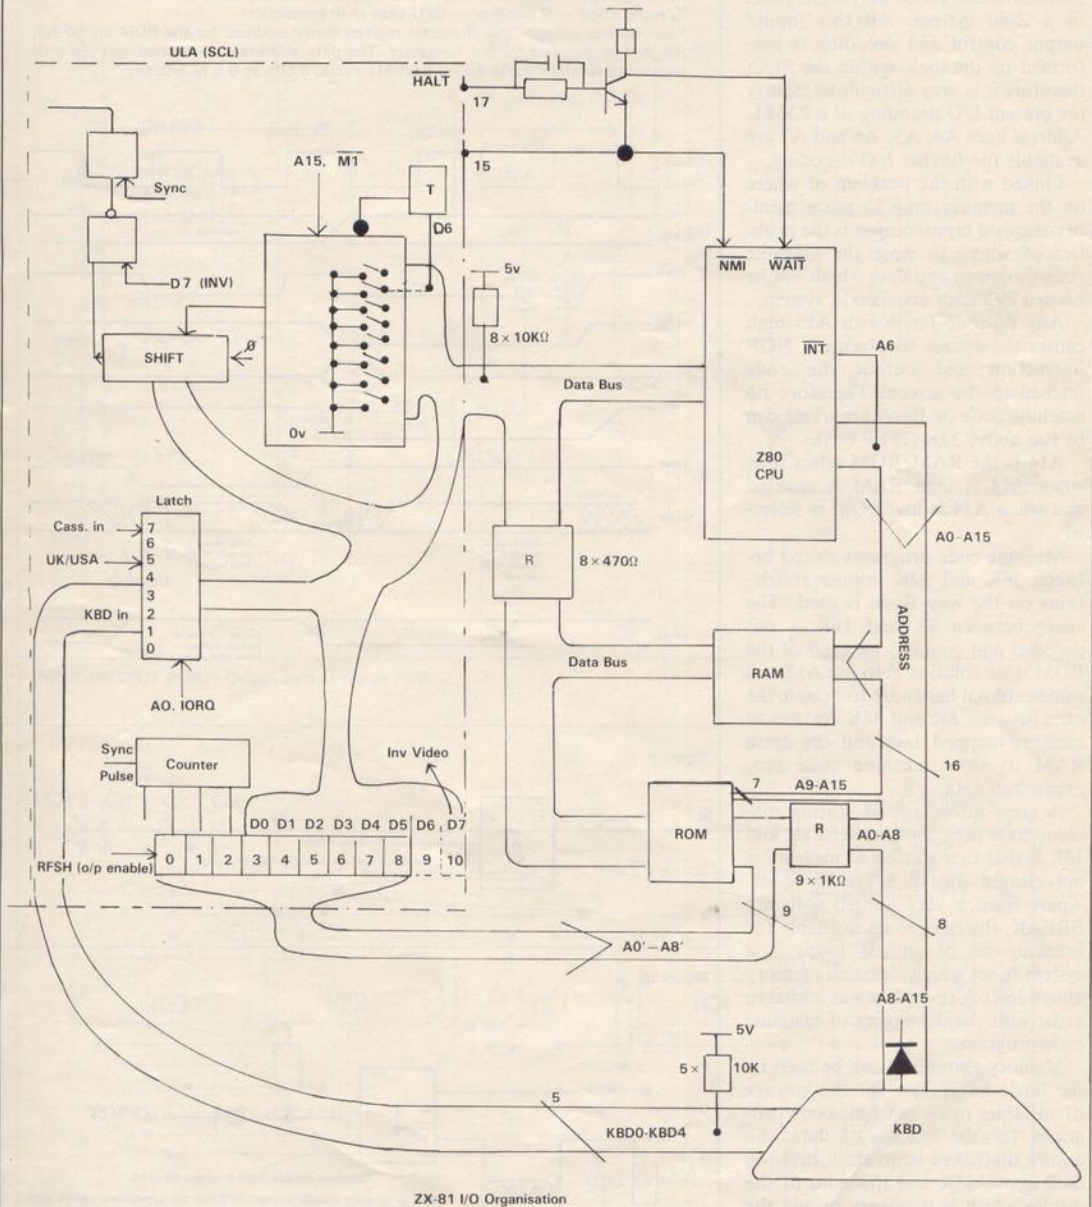 ULA (SCL)
HALT
17
15
A15, M1
T
D6
Sync
D7 (INV)
SHIFT
Ø
0v
5v
8×10KΩ
Data Bus
NMI WAIT
INT
A6
Z80
CPU
A0–A15
Latch
Cass. in
UK/USA
KBD in
7
6
5
4
3
2
1
0
AO. IORQ
R
8×470Ω
ADDRESS
RAM
Data Bus
Sync
Pulse
Counter
Inv Video
D0 D1 D2 D3 D4 D5 D6 D7
RFSH (o/p enable)
0 1 2 3 4 5 6 7 8 9 10
16
7
A9-A15
ROM
R
A0-A8
9×1KΩ
9
8
A0'–A8'
A8-A15
5V
5× 10K
5
KBD0-KBD4
KBD
ZX-81 I/O Organisation